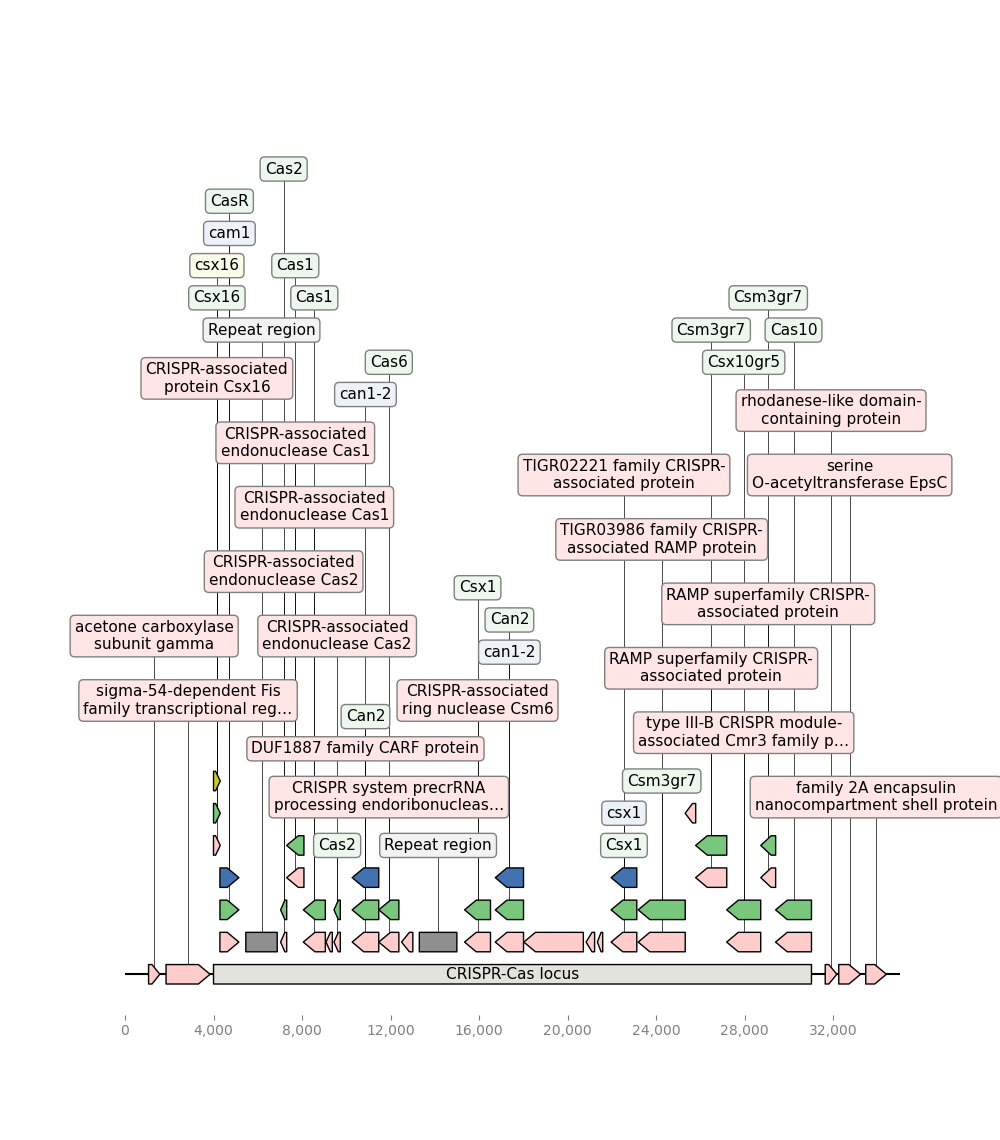 Cas2
CasR
cam1
csx16
Cas1
Csx16
Cas1
Csm3gr7
Repeat region
Csm3gr7
Cas10
Cas6
Csx10gr5
CRISPR-associated
protein Csx16
can1-2
rhodanese-like domain-
containing protein
CRISPR-associated
endonuclease Cas1
TIGR02221 family CRISPR-
associated protein
serine
O-acetyltransferase EpsC
CRISPR-associated
endonuclease Cas1
TIGR03986 family CRISPR-
associated RAMP protein
CRISPR-associated
endonuclease Cas2
Csx1
RAMP superfamily CRISPR-
associated protein
Can2
acetone carboxylase
subunit gamma
CRISPR-associated
endonuclease Cas2
can1-2
RAMP superfamily CRISPR-
associated protein
sigma-54-dependent Fis
family transcriptional reg…
CRISPR-associated
ring nuclease Csm6
Can2
type III-B CRISPR module-
associated Cmr3 family p…
DUF1887 family CARF protein
Csm3gr7
CRISPR system precrRNA
processing endoribonucleas…
family 2A encapsulin
nanocompartment shell protein
csx1
Cas2
Repeat region
Csx1
CRISPR-Cas locus
0
4,000
8,000
12,000
16,000
20,000
24,000
28,000
32,000